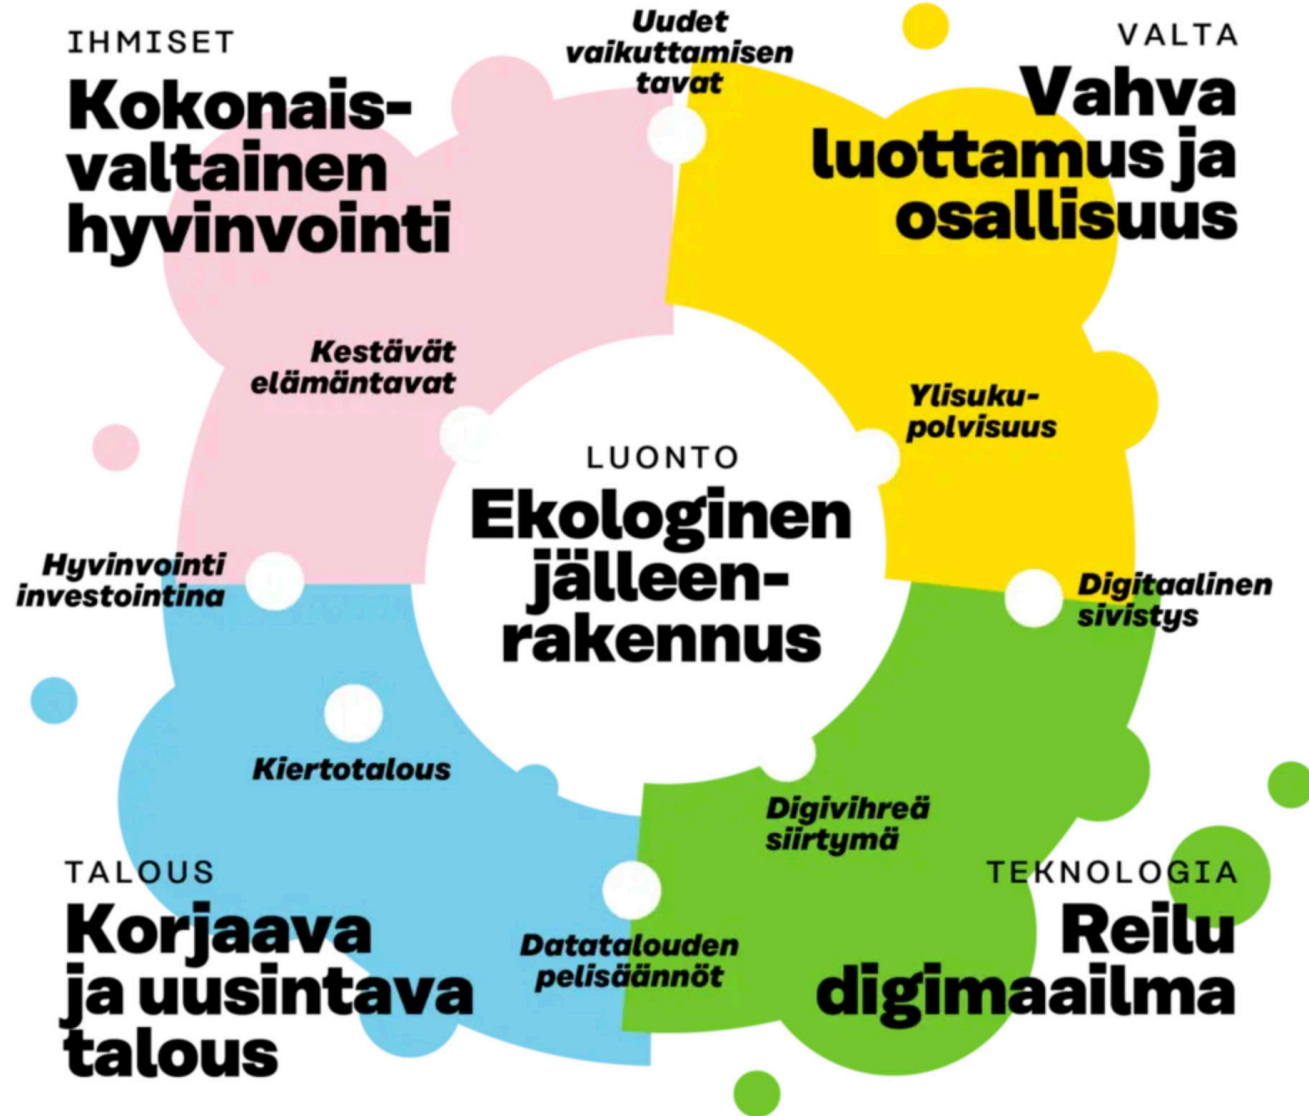 IHMISET
Kokonais-
valtainen
hyvinvointi
Uudet
vaikuttamisen
tavat
VALTA
Vahva
luottamus ja
osallisuus
Kestävät
elämäntavat
Ylisuku-
polvisuus
LUONTO
Ekologinen
jälleen-
rakennus
Hyvinvointi
investointina
Digitaalinen
sivistys
Kiertotalous
Digivihreä
siirtymä
TALOUS
Korjaava
ja uusintava
talous
Datatalouden
pelisäännöt
TEKNOLOGIA
Reilu
digimaailma